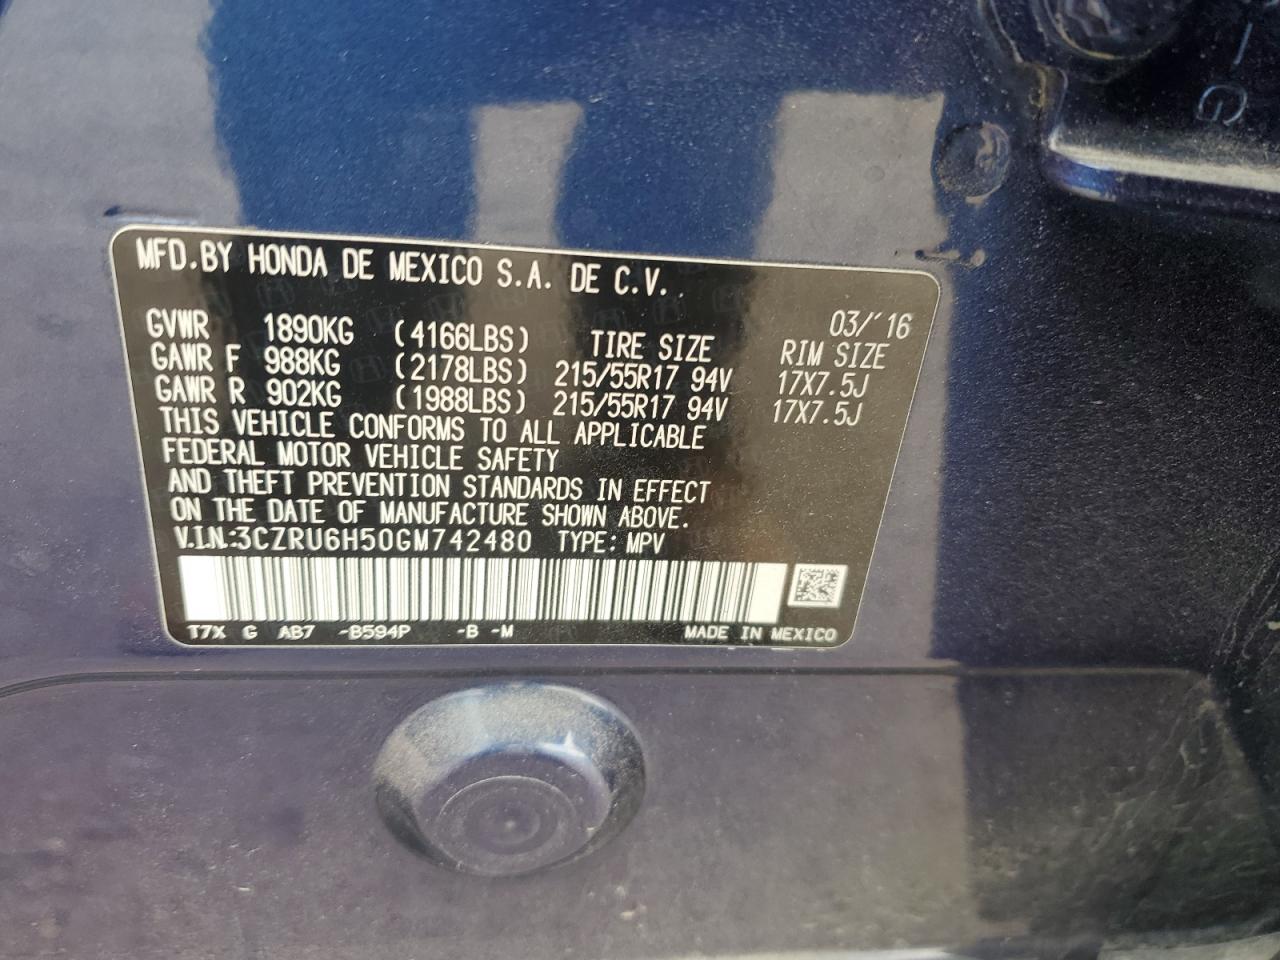 MFD.BY HONDA DE MEXICO S.A. DE C.V.
03/'16
GVWR 1890KG (4166LBS) TIRE SIZE RIM SIZE
GAWR F 988KG (2178LBS) 215/55R17 94V 17X7.5J
GAWR R 902KG (1988LBS) 215/55R17 94V 17X7.5J
THIS VEHICLE CONFORMS TO ALL APPLICABLE
FEDERAL MOTOR VEHICLE SAFETY
AND THEFT PREVENTION STANDARDS IN EFFECT
ON THE DATE OF MANUFACTURE SHOWN ABOVE.
V.I.N.:3CZRU6H50GM742480 TYPE: MPV
T7X G AB7 -B594P -B -M MADE IN MEXICO